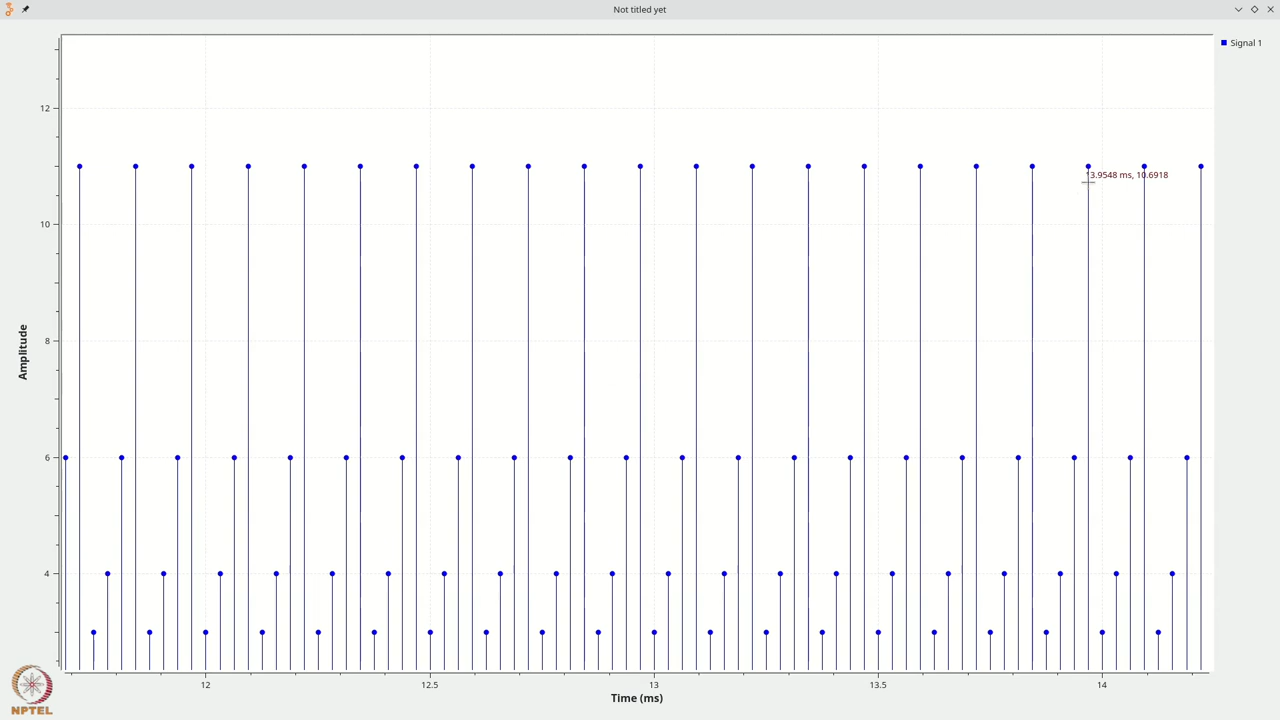 Not titled yet
Signal 1
12
10
8
6
4
Amplitude
13.9548 ms, 10.6918
12
12.5
13
13.5
14
Time (ms)
NPTEL